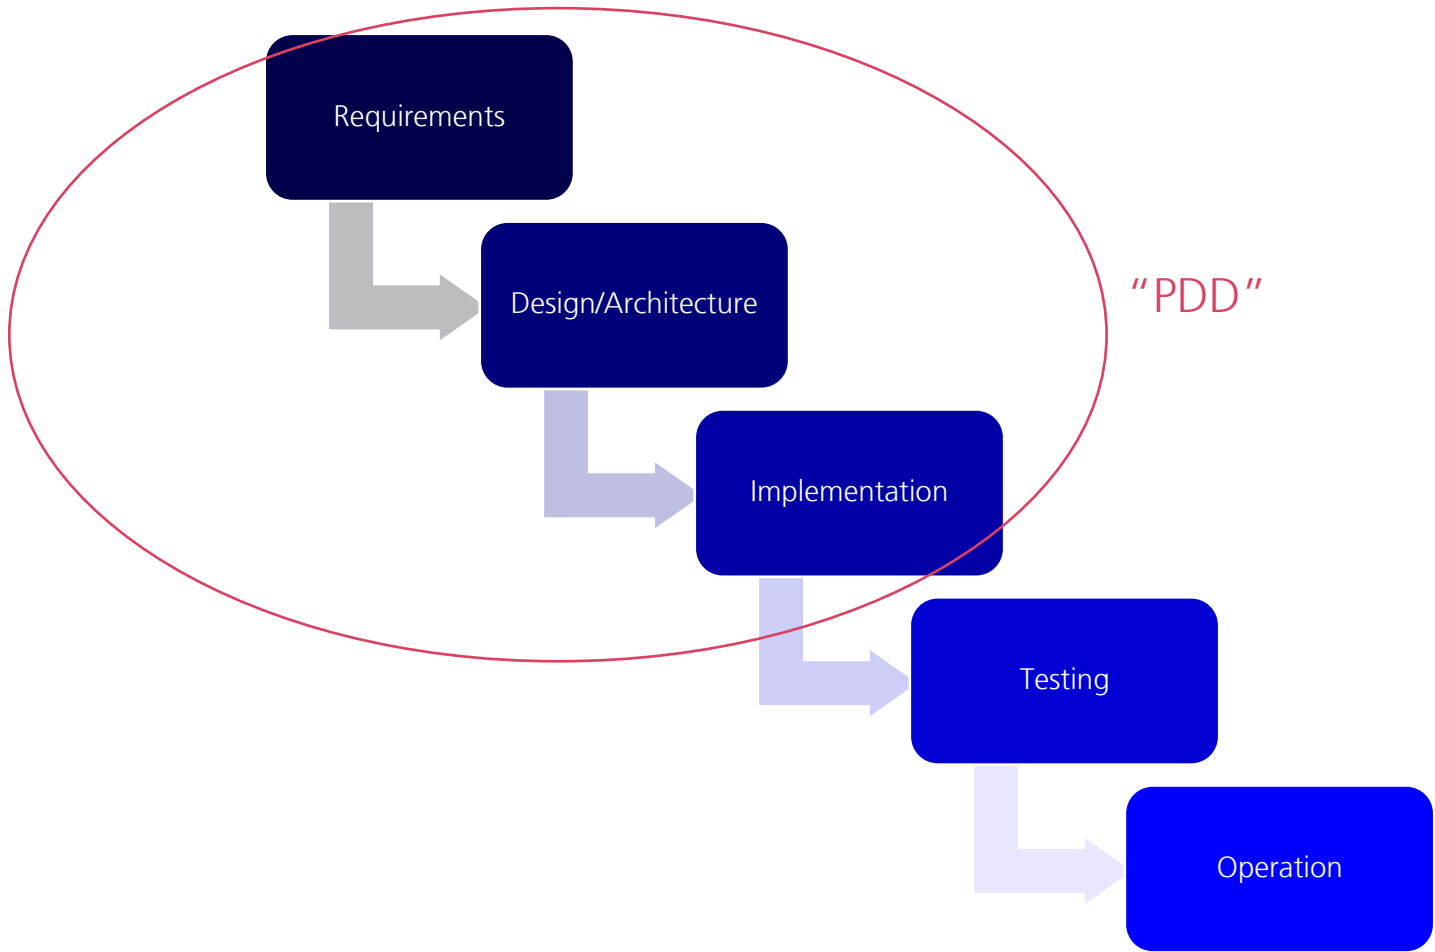 Requirements
Design/Architecture
“PDD”
Implementation
Testing
Operation